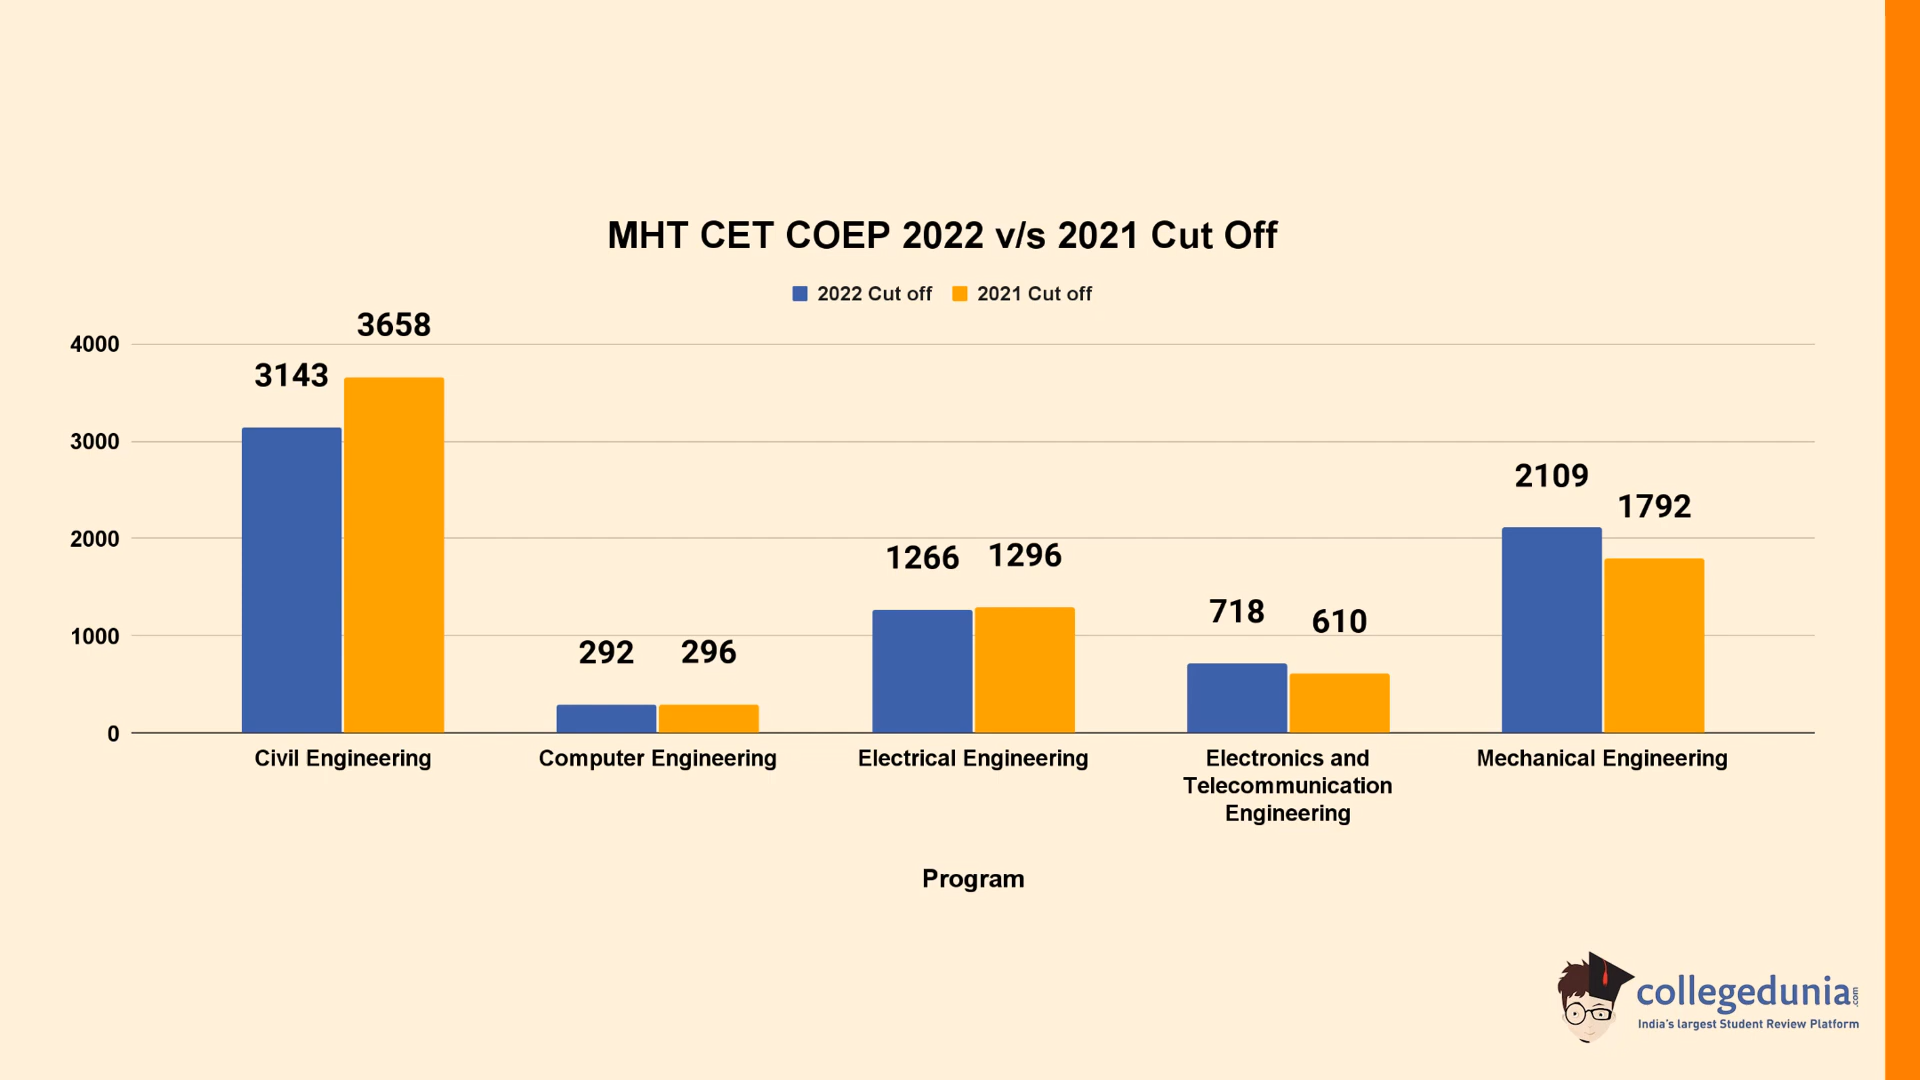 MHT CET COEP 2022 v/s 2021 Cut Off
2022 Cut off 2021 Cut off
4000
3000
2000
1000
0
3143
3658
292
296
1266
1296
718
610
2109
1792
Civil Engineering
Computer Engineering
Electrical Engineering
Electronics and
Telecommunication
Engineering
Mechanical Engineering
Program
collegedunia.com
India's largest Student Review Platform